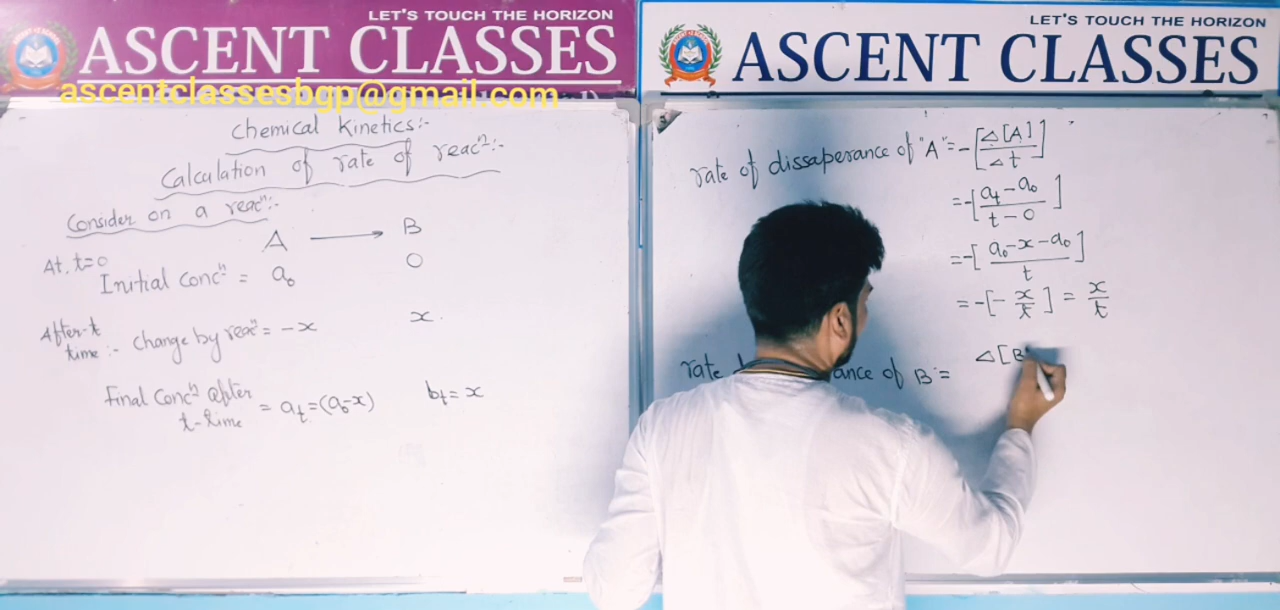 LET'S TOUCH THE HORIZON
ASCENT CLASSES
ascentclassesbgp@gmail.com
Chemical Kinetics:-
Calculation of rate of reacⁿ:-
Consider on a reacⁿ:-
A ⟶ B
At, t=0
Initial Concⁿ = a₀ 0
After-t
time:- Change by reacⁿ = -x x.
Final Concⁿ after
t-time = aₜ=(a₀-x) bₜ=x
LET'S TOUCH THE HORIZON
ASCENT CLASSES
rate of dissaperance of "A" = -[Δ[A]/Δt]
= -[aₜ-a₀/t-0]
= -[a₀-x-a₀/t]
= -[-x/t] = x/t
rate ance of B = Δ[B